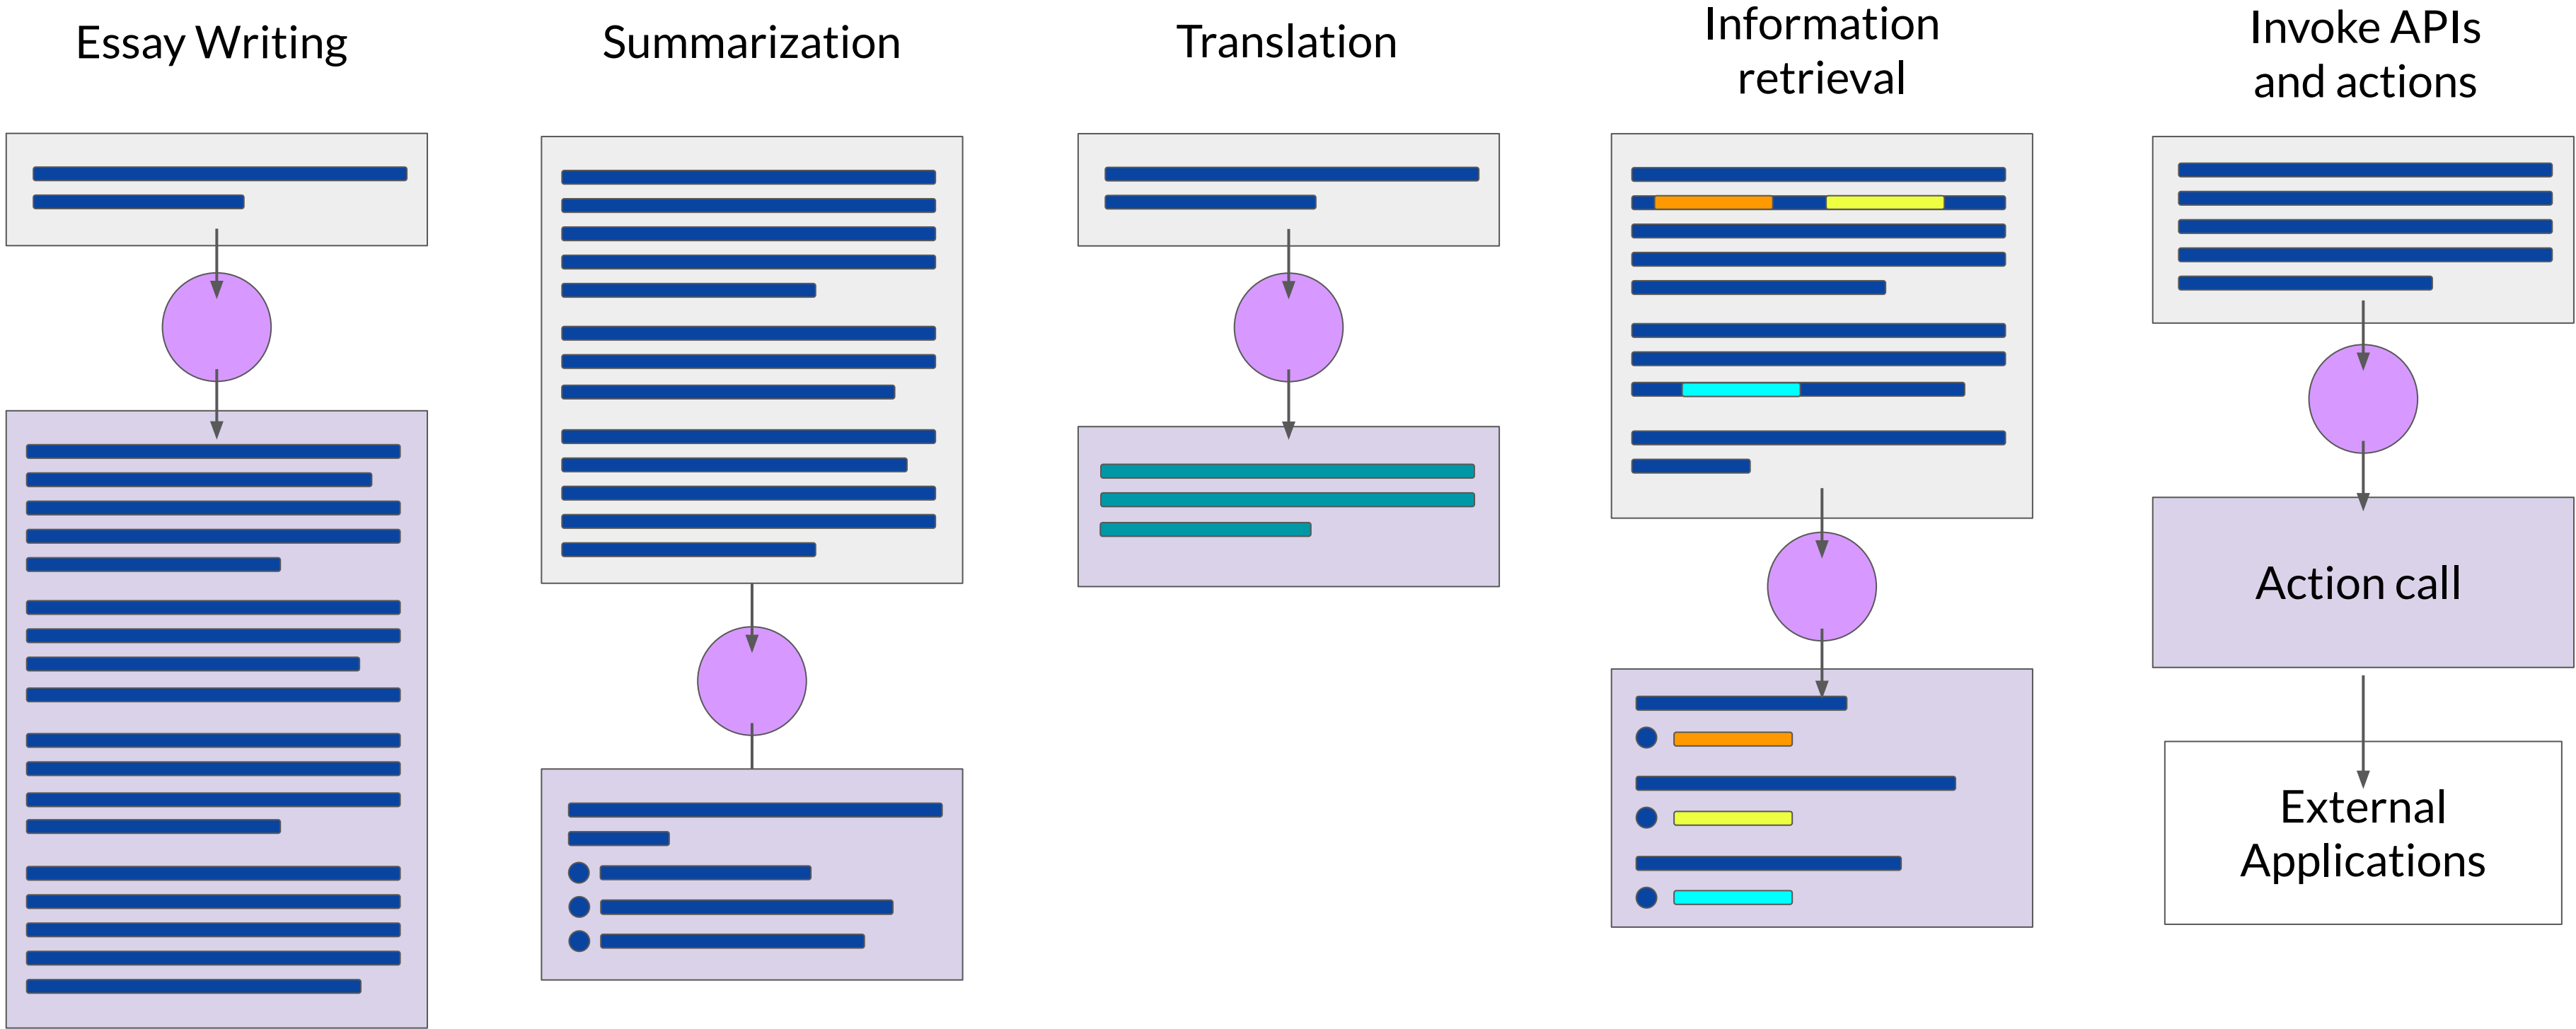 Essay Writing
Summarization
Translation
Information
retrieval
Invoke APIs
and actions
Action call
External
Applications